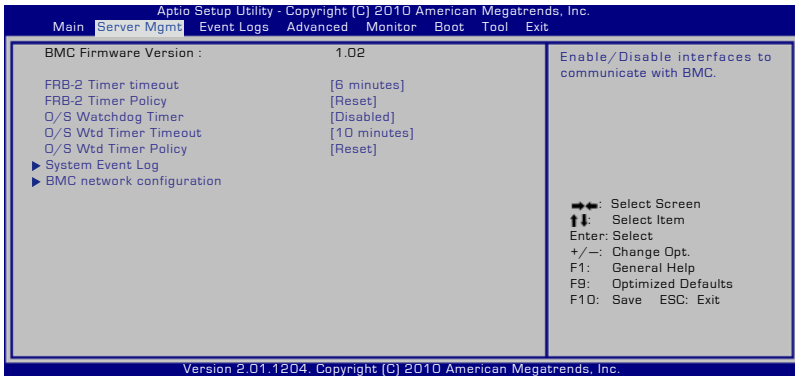 Aptio Setup Utility - Copyright (C) 2010 American Megatrends, Inc.
Main Server Mgmt Event Logs Advanced Monitor Boot Tool Exit
BMC Firmware Version : 1.02
FRB-2 Timer timeout [6 minutes]
FRB-2 Timer Policy [Reset]
O/S Watchdog Timer [Disabled]
O/S Wtd Timer Timeout [10 minutes]
O/S Wtd Timer Policy [Reset]
System Event Log
BMC network configuration
Enable/Disable interfaces to
communicate with BMC.
: Select Screen
: Select Item
Enter: Select
+/—: Change Opt.
F1: General Help
F9: Optimized Defaults
F10: Save ESC: Exit
Version 2.01.1204. Copyright (C) 2010 American Megatrends, Inc.